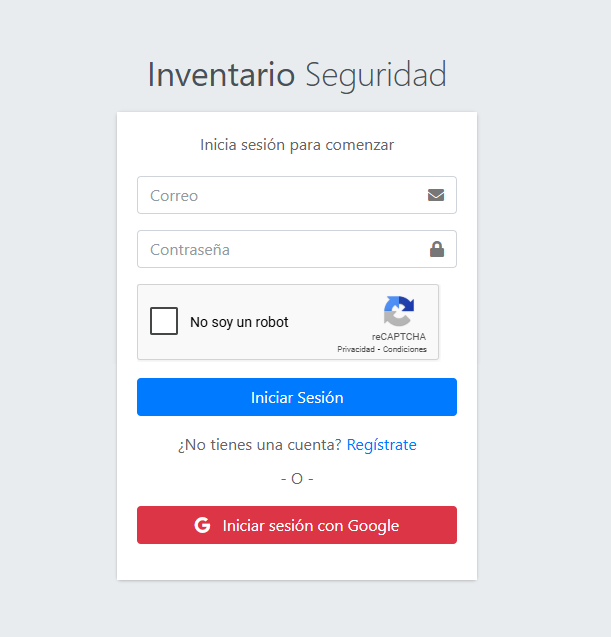 Inventario Seguridad
Inicia sesión para comenzar
Correo
Contraseña
No soy un robot
reCAPTCHA
Privacidad - Condiciones
Iniciar Sesión
¿No tienes una cuenta? Regístrate
- O -
Iniciar sesión con Google